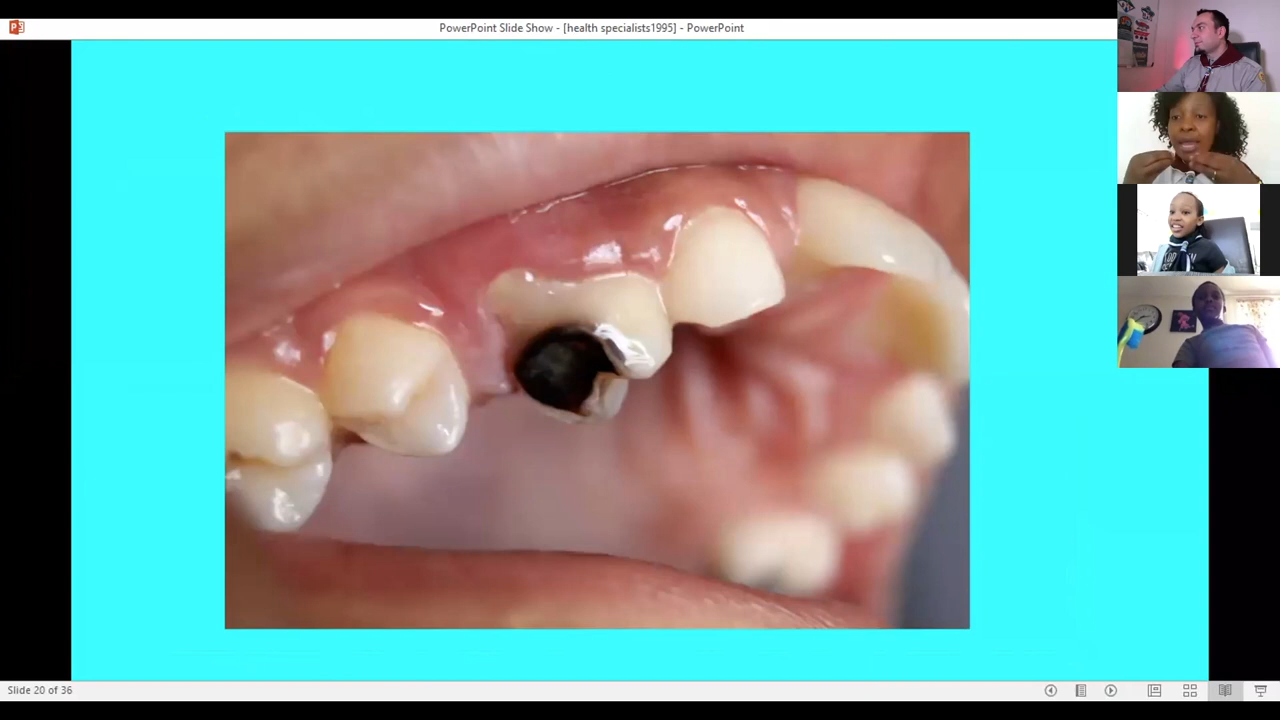 PowerPoint Slide Show - [health specialists1995] - PowerPoint
Slide 20 of 36